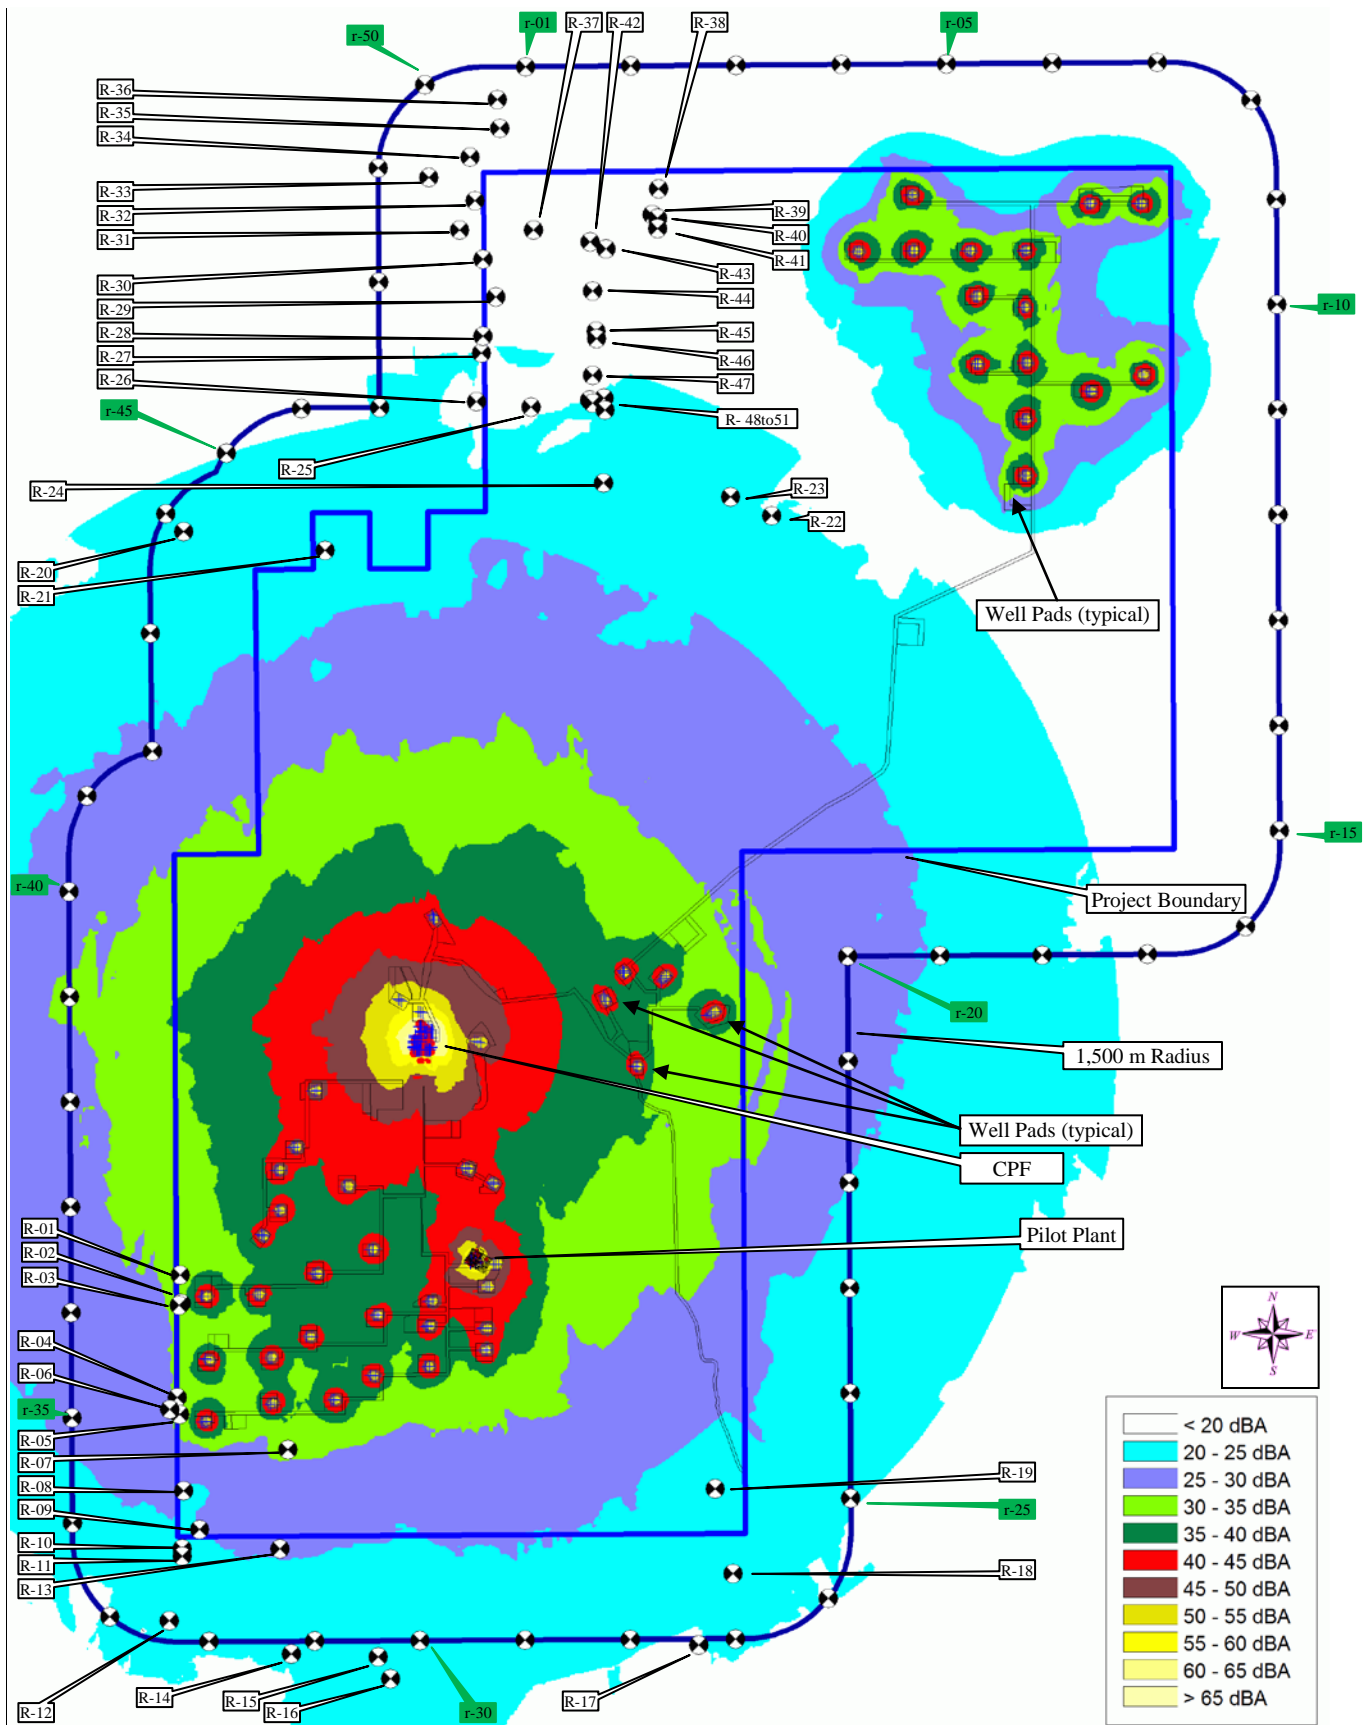 r-01
R-37
R-42
R-38
r-05
r-50
R-36
R-35
R-34
R-33
R-32
R-31
R-30
R-29
R-28
R-27
R-26
R-39
R-40
R-41
R-43
R-44
R-45
R-46
R-47
R- 48to51
r-10
r-45
R-25
R-24
R-23
R-22
R-20
R-21
Well Pads (typical)
r-15
r-40
Project Boundary
r-20
1,500 m Radius
Well Pads (typical)
CPF
Pilot Plant
R-01
R-02
R-03
R-04
R-06
r-35
R-05
R-07
R-08
R-09
R-10
R-11
R-13
R-19
r-25
R-18
R-12
R-14
R-15
R-16
r-30
R-17
N
W E
S
< 20 dBA
20 - 25 dBA
25 - 30 dBA
30 - 35 dBA
35 - 40 dBA
40 - 45 dBA
45 - 50 dBA
50 - 55 dBA
55 - 60 dBA
60 - 65 dBA
> 65 dBA